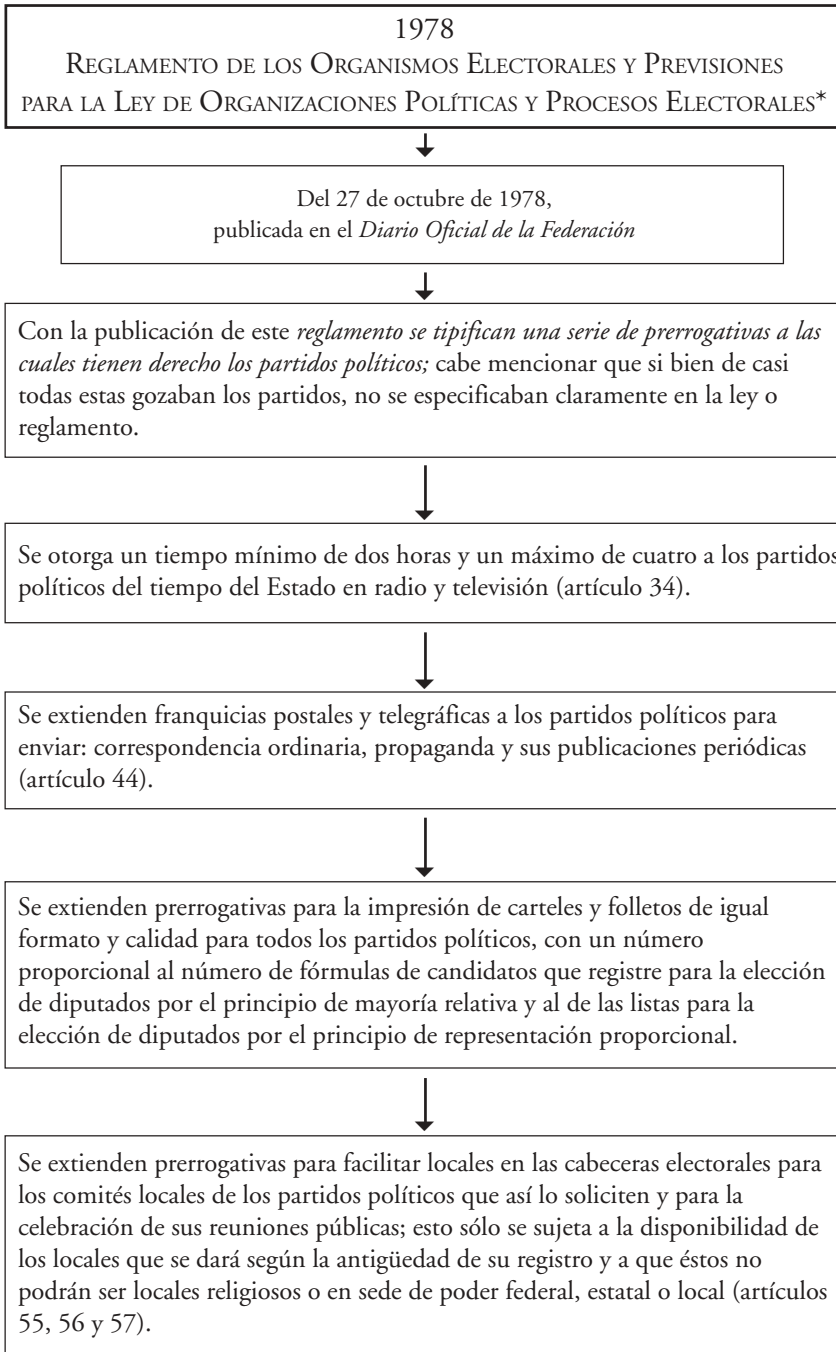 1978
Reglamento de los Organismos Electorales y Previsiones
para la Ley de Organizaciones Políticas y Procesos Electorales*
Del 27 de octubre de 1978,
publicada en el Diario Oficial de la Federación
Con la publicación de este reglamento se tipifican una serie de prerrogativas a las
cuales tienen derecho los partidos políticos; cabe mencionar que si bien de casi
todas estas gozaban los partidos, no se especificaban claramente en la ley o
reglamento.
Se otorga un tiempo mínimo de dos horas y un máximo de cuatro a los partidos
políticos del tiempo del Estado en radio y televisión (artículo 34).
Se extienden franquicias postales y telegráficas a los partidos políticos para
enviar: correspondencia ordinaria, propaganda y sus publicaciones periódicas
(artículo 44).
Se extienden prerrogativas para la impresión de carteles y folletos de igual
formato y calidad para todos los partidos políticos, con un número
proporcional al número de fórmulas de candidatos que registre para la elección
de diputados por el principio de mayoría relativa y al de las listas para la
elección de diputados por el principio de representación proporcional.
Se extienden prerrogativas para facilitar locales en las cabeceras electorales para
los comités locales de los partidos políticos que así lo soliciten y para la
celebración de sus reuniones públicas; esto sólo se sujeta a la disponibilidad de
los locales que se dará según la antigüedad de su registro y a que éstos no
podrán ser locales religiosos o en sede de poder federal, estatal o local (artículos
55, 56 y 57).